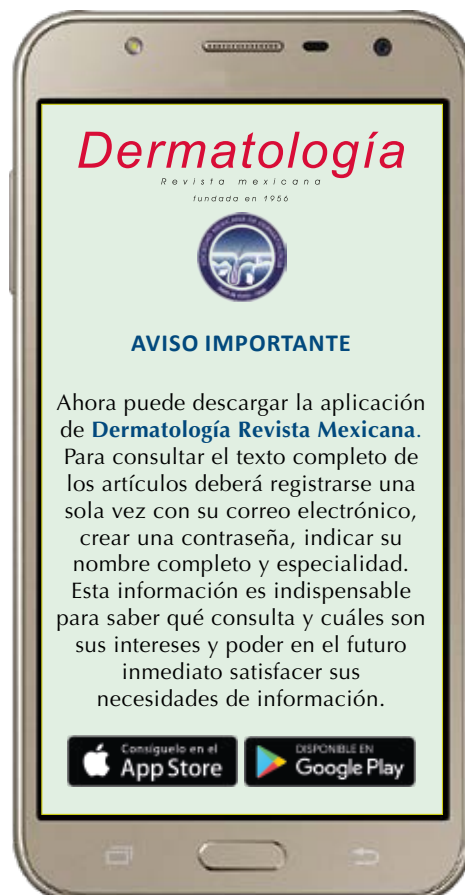 Dermatología
Revista mexicana
fundada en 1956
AVISO IMPORTANTE
Ahora puede descargar la aplicación
de Dermatología Revista Mexicana.
Para consultar el texto completo de
los artículos deberá registrarse una
sola vez con su correo electrónico,
crear una contraseña, indicar su
nombre completo y especialidad.
Esta información es indispensable
para saber qué consulta y cuáles son
sus intereses y poder en el futuro
inmediato satisfacer sus
necesidades de información.
Consíguelo en el
App Store
DISPONIBLE EN
Google Play